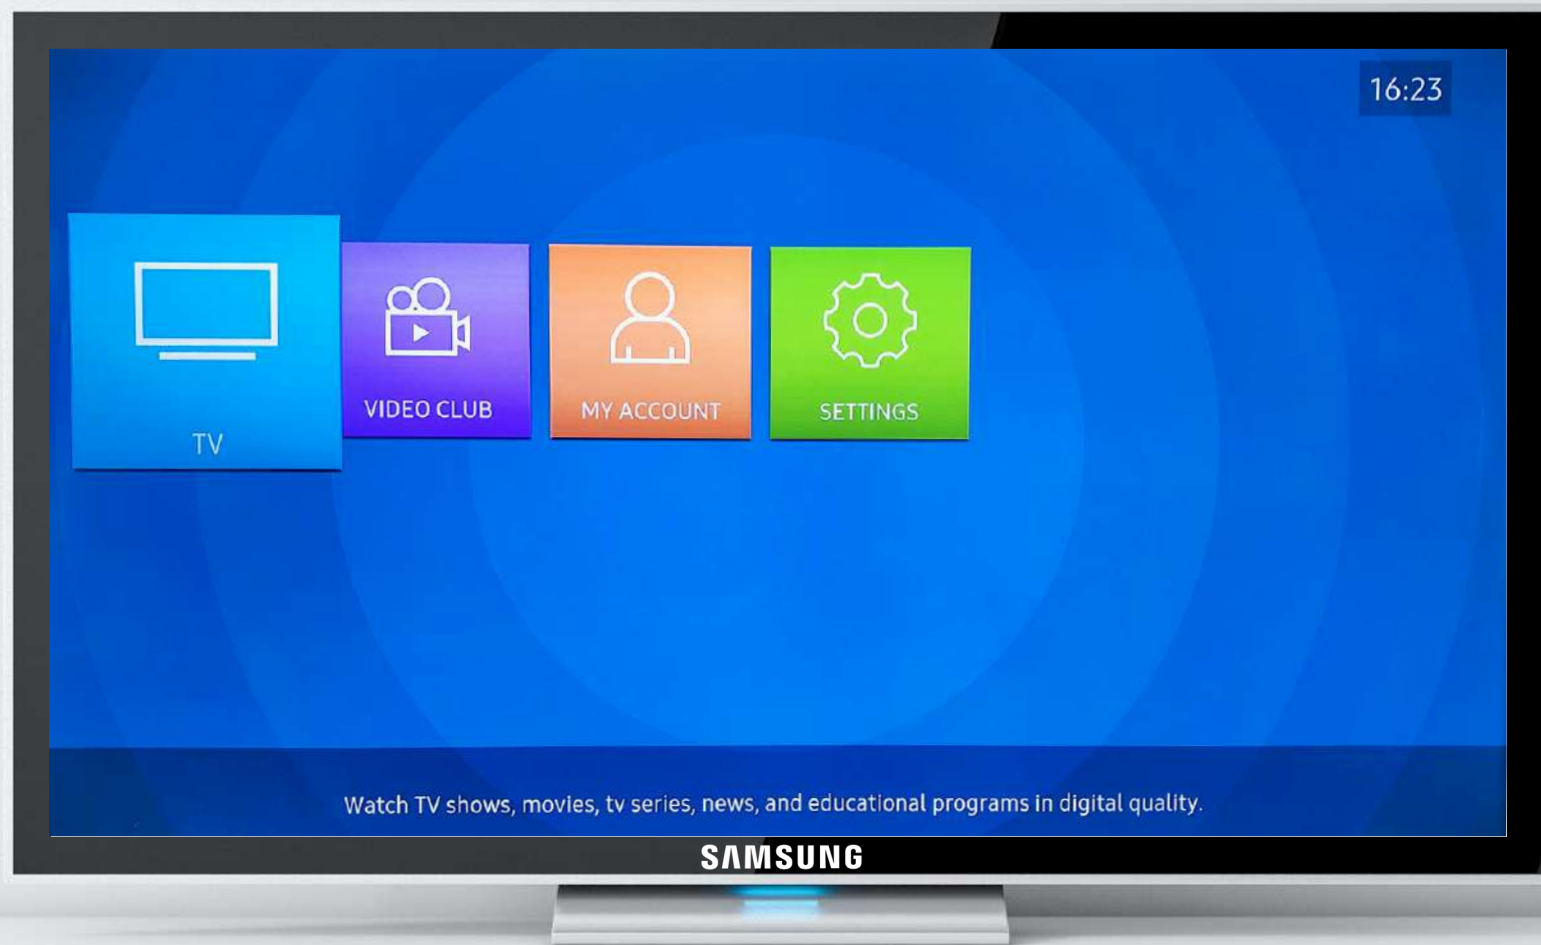 16:23
TV
VIDEO CLUB
MY ACCOUNT
SETTINGS
Watch TV shows, movies, tv series, news, and educational programs in digital quality.
SAMSUNG